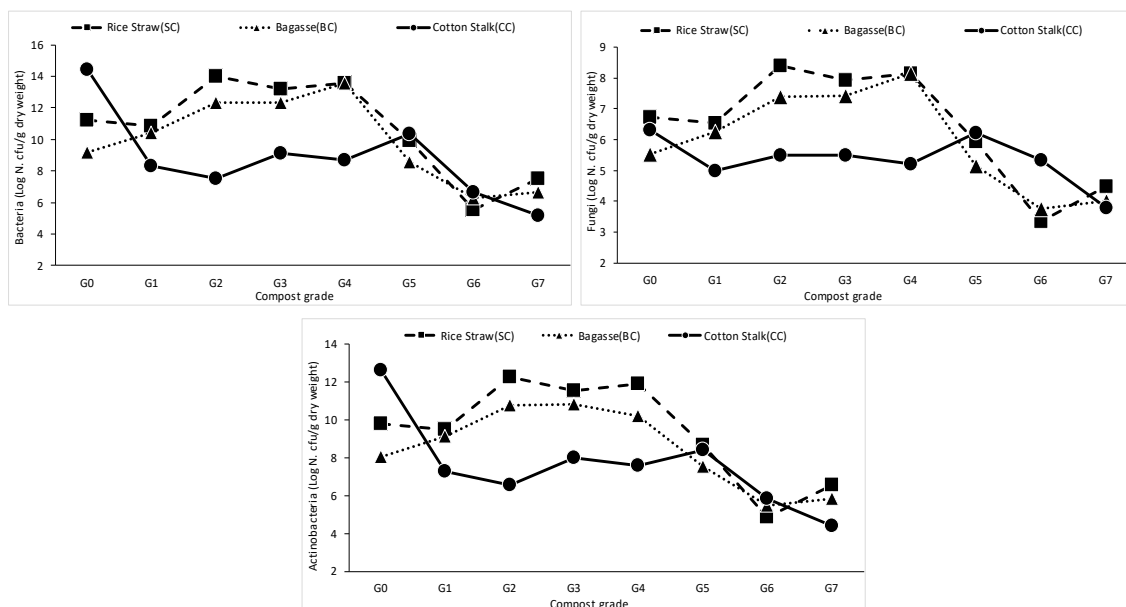 Rice Straw(SC) Bagasse(BC) Cotton Stalk(CC)
16
14
12
10
8
6
4
2
Bacteria (Log N. cfu/g dry weight)
G0 G1 G2 G3 G4 G5 G6 G7
Compost grade
Rice Straw(SC) Bagasse(BC) Cotton Stalk(CC)
9
8
7
6
5
4
3
2
Fungi (Log N. cfu/g dry weight)
G0 G1 G2 G3 G4 G5 G6 G7
Compost grade
Rice Straw(SC) Bagasse(BC) Cotton Stalk(CC)
14
12
10
8
6
4
2
Actinobacteria (Log N. cfu/g dry weight)
G0 G1 G2 G3 G4 G5 G6 G7
Compost grade